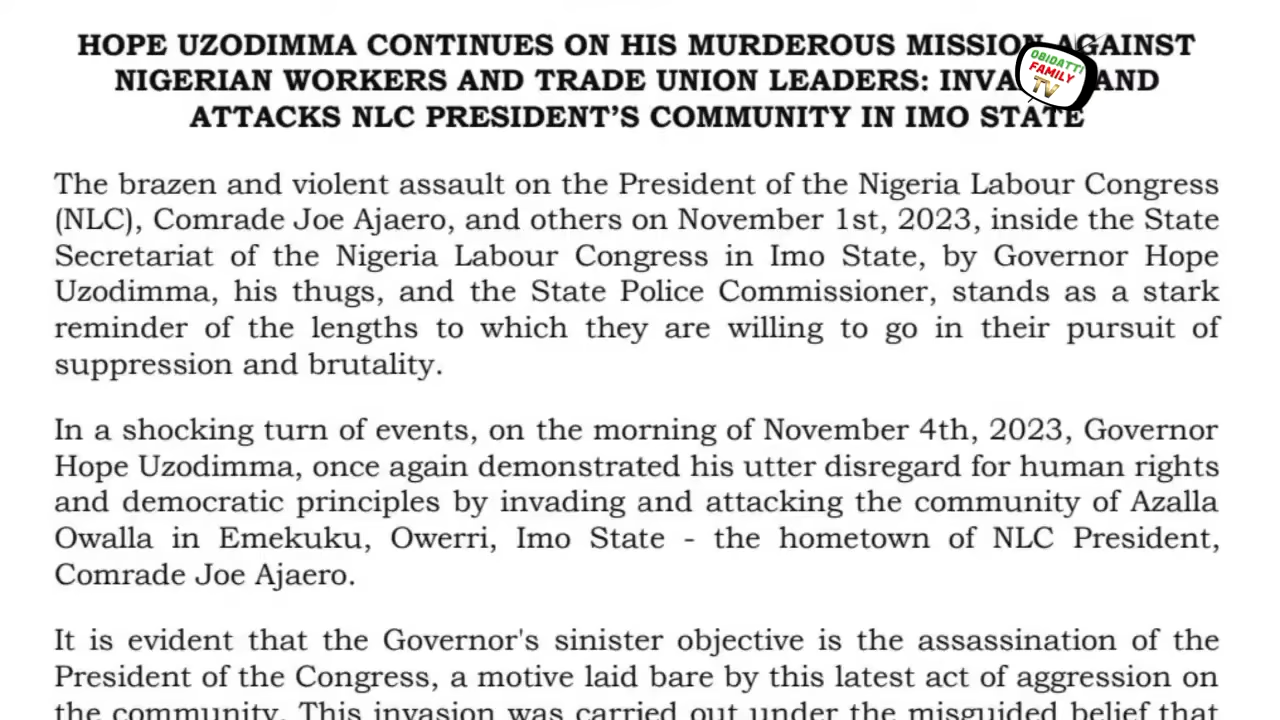 HOPE UZODIMMA CONTINUES ON HIS MURDEROUS MISSION AGAINST
NIGERIAN WORKERS AND TRADE UNION LEADERS: INVA AND
ATTACKS NLC PRESIDENT’S COMMUNITY IN IMO STATE
OBIDATTI
FAMILY
TV
The brazen and violent assault on the President of the Nigeria Labour Congress
(NLC), Comrade Joe Ajaero, and others on November 1st, 2023, inside the State
Secretariat of the Nigeria Labour Congress in Imo State, by Governor Hope
Uzodimma, his thugs, and the State Police Commissioner, stands as a stark
reminder of the lengths to which they are willing to go in their pursuit of
suppression and brutality.
In a shocking turn of events, on the morning of November 4th, 2023, Governor
Hope Uzodimma, once again demonstrated his utter disregard for human rights
and democratic principles by invading and attacking the community of Azalla
Owalla in Emekuku, Owerri, Imo State - the hometown of NLC President,
Comrade Joe Ajaero.
It is evident that the Governor's sinister objective is the assassination of the
President of the Congress, a motive laid bare by this latest act of aggression on
the community. This invasion was carried out under the misguided belief that